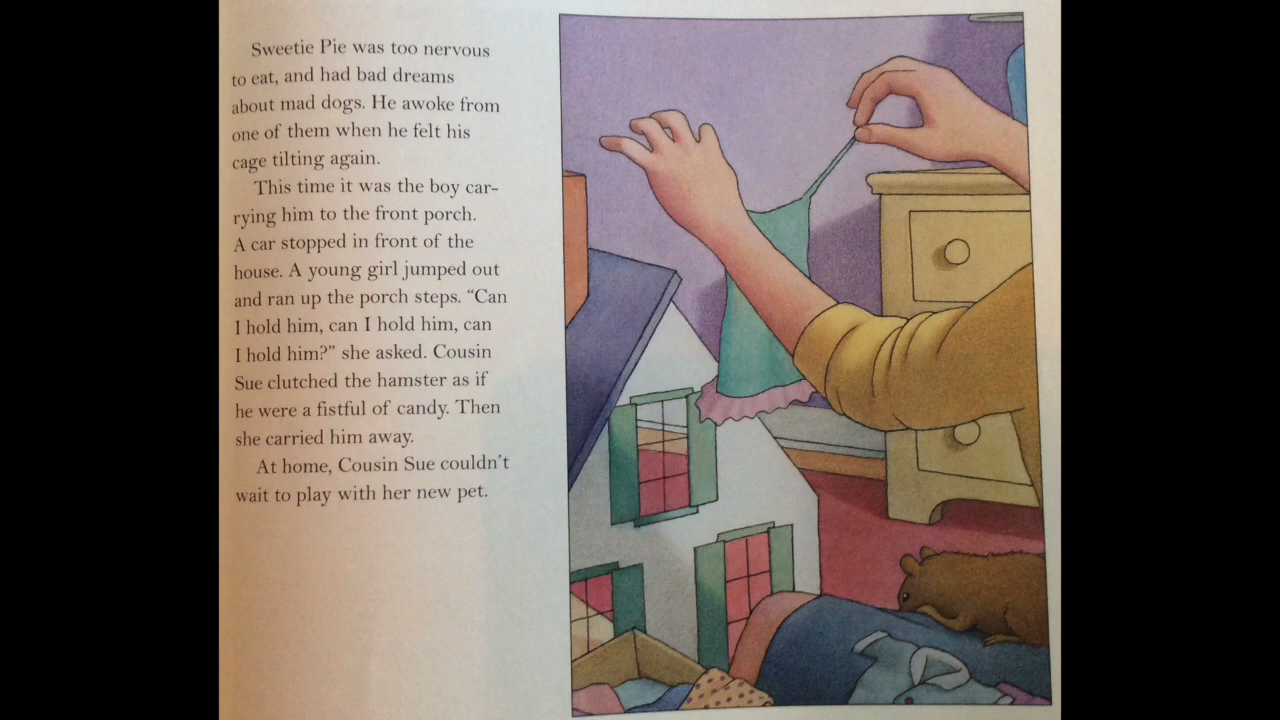 Sweetie Pie was too nervous
to eat, and had bad dreams
about mad dogs. He awoke from
one of them when he felt his
cage tilting again.
This time it was the boy car-
rying him to the front porch.
A car stopped in front of the
house. A young girl jumped out
and ran up the porch steps. “Can
I hold him, can I hold him, can
I hold him?” she asked. Cousin
Sue clutched the hamster as if
he were a fistful of candy. Then
she carried him away.
At home, Cousin Sue couldn’t
wait to play with her new pet.